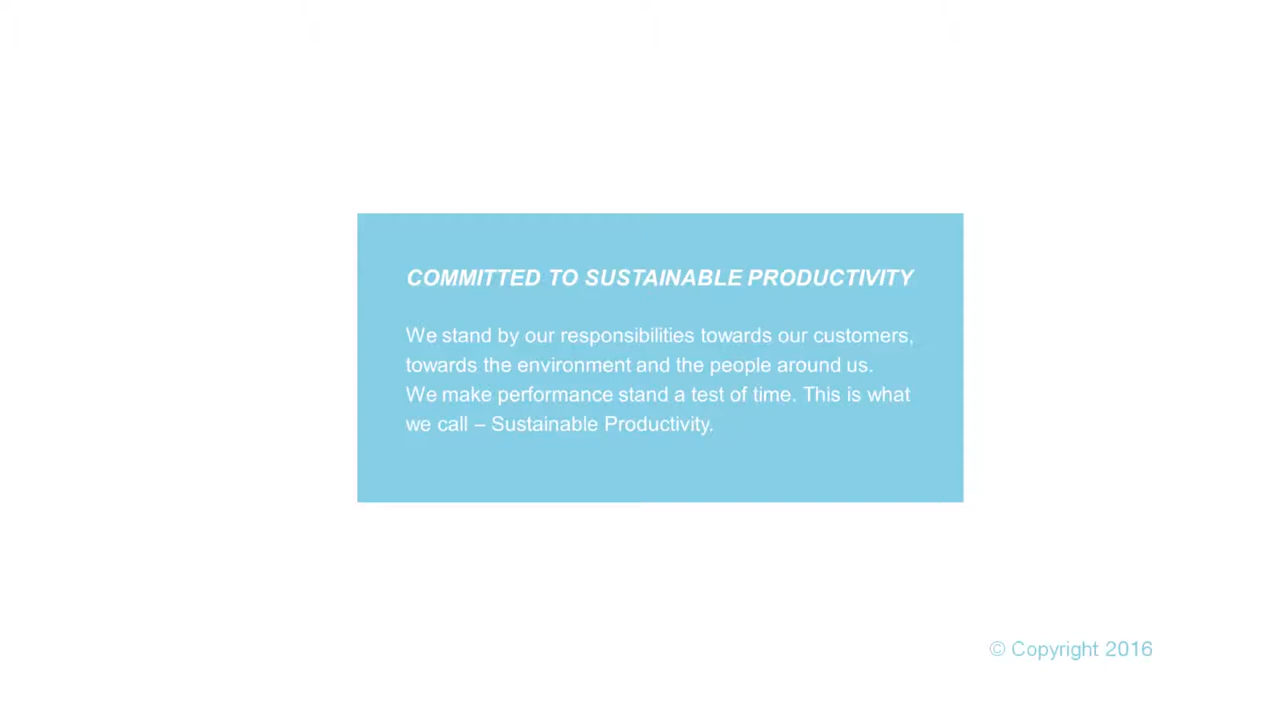 COMMITTED TO SUSTAINABLE PRODUCTIVITY
We stand by our responsibilities towards our customers,
towards the environment and the people around us.
We make performance stand a test of time. This is what
we call – Sustainable Productivity.
© Copyright 2016